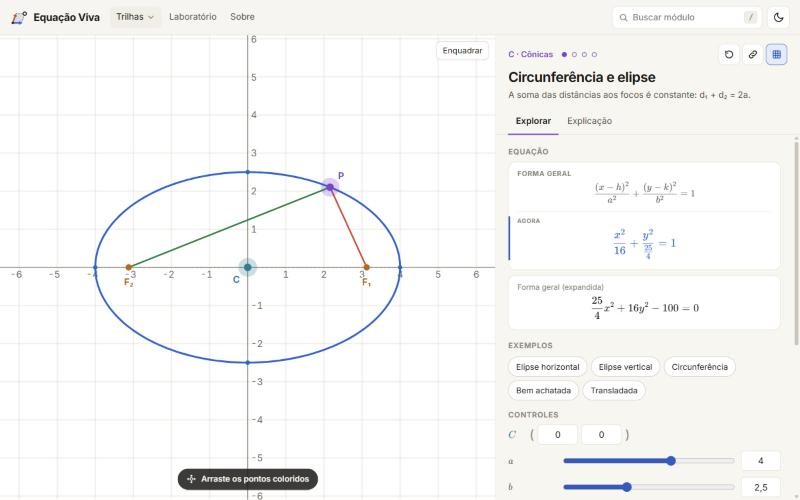 Equação Viva
Trilhas
Laboratório
Sobre
Buscar módulo
/
Enquadrar
6
5
4
3
2
1
-1
-2
-3
-4
-5
-6
-6 -5 -4 -3 -2 -1 1 2 3 4 5 6
P
C
F₂
F₁
Arraste os pontos coloridos
C · Cônicas
Circunferência e elipse
A soma das distâncias aos focos é constante: d₁ + d₂ = 2a.
Explorar
Explicação
EQUAÇÃO
FORMA GERAL
(x − h)²/a² + (y − k)²/b² = 1
AGORA
x²/16 + y²/(25/4) = 1
Forma geral (expandida)
25/4 x² + 16y² − 100 = 0
EXEMPLOS
Elipse horizontal
Elipse vertical
Circunferência
Bem achatada
Transladada
CONTROLES
C ( 0 0 )
a 4
b 2,5